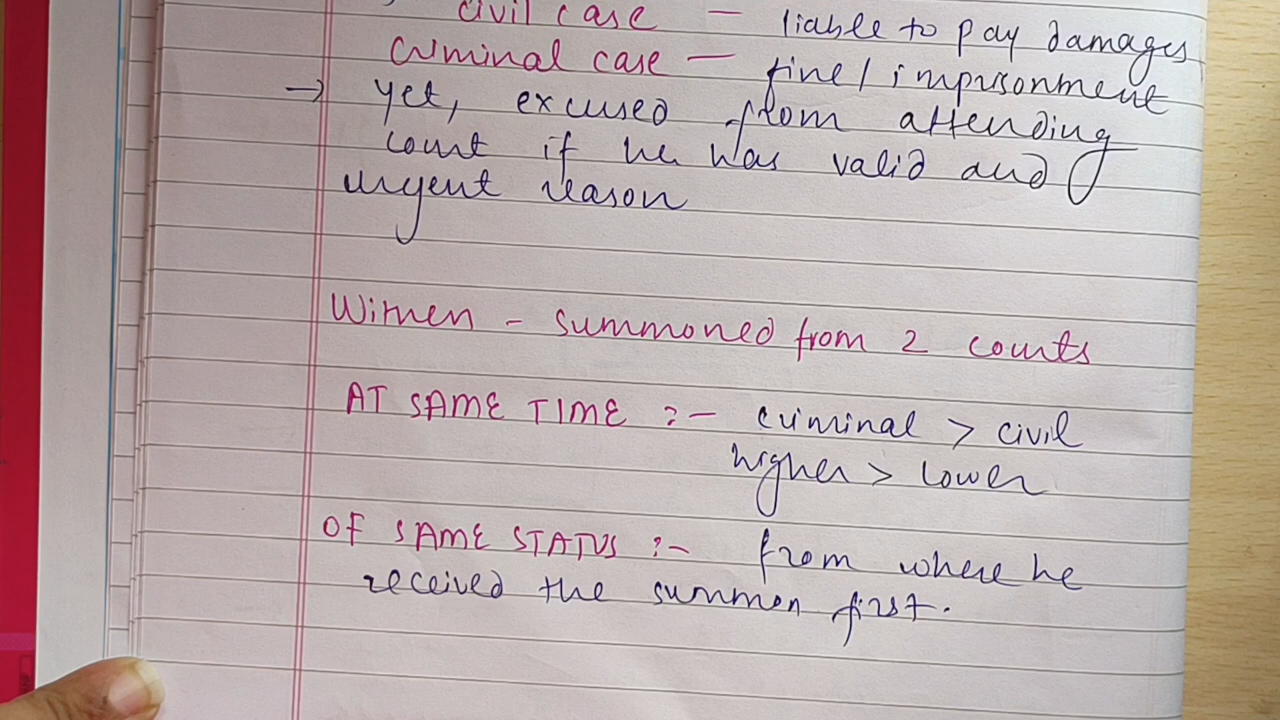 civil case – liable to pay damages
criminal case – fine/imprisonment
→ yet, excused from attending
court if he has valid and
urgent reason
Witness - summoned from 2 courts
AT SAME TIME :- criminal > civil
higher > lower
OF SAME STATUS :- from where he
received the summon first.